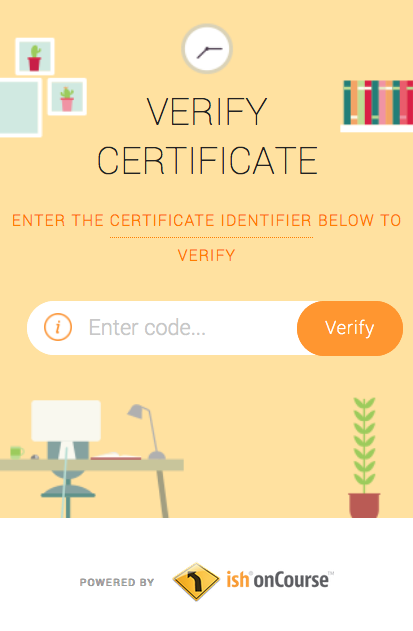 VERIFY
CERTIFICATE
ENTER THE CERTIFICATE IDENTIFIER BELOW TO
VERIFY
i Enter code... Verify
POWERED BY ish® onCourse™